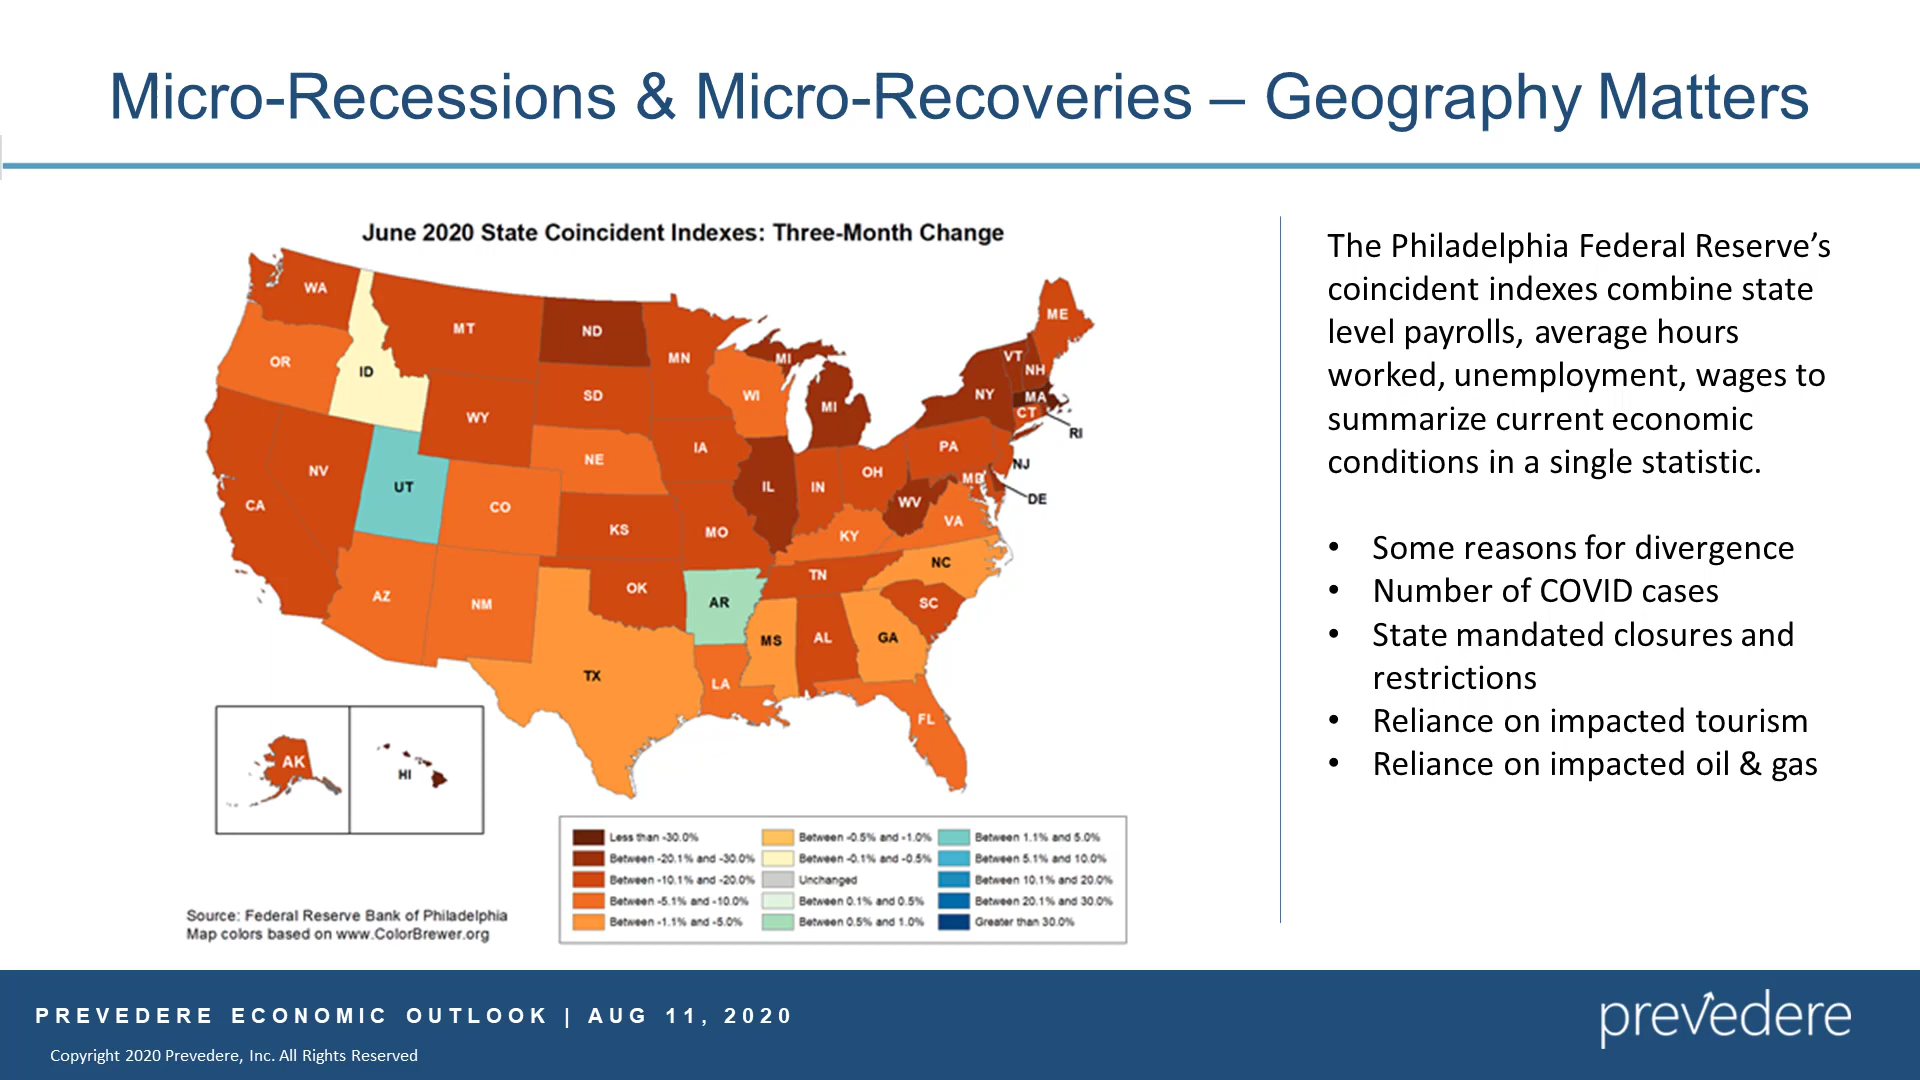 Micro-Recessions & Micro-Recoveries – Geography Matters
June 2020 State Coincident Indexes: Three-Month Change
WA
MT
ND
MN
MI
ME
OR
ID
SD
WI
MI
VT
NH
NY
MA
CT
RI
WY
IA
PA
NJ
NE
NV
UT
CO
IL
IN
OH
MD
DE
WV
VA
CA
KS
MO
KY
NC
AZ
NM
OK
AR
TN
SC
MS
AL
GA
TX
LA
FL
AK
HI
Less than -30.0%
Between -20.1% and -30.0%
Between -10.1% and -20.0%
Between -5.1% and -10.0%
Between -1.1% and -5.0%
Between -0.5% and -1.0%
Between -0.1% and -0.5%
Unchanged
Between 0.1% and 0.5%
Between 0.5% and 1.0%
Between 1.1% and 5.0%
Between 5.1% and 10.0%
Between 10.1% and 20.0%
Between 20.1% and 30.0%
Greater than 30.0%
Source: Federal Reserve Bank of Philadelphia
Map colors based on www.ColorBrewer.org
The Philadelphia Federal Reserve’s
coincident indexes combine state
level payrolls, average hours
worked, unemployment, wages to
summarize current economic
conditions in a single statistic.
• Some reasons for divergence
• Number of COVID cases
• State mandated closures and
restrictions
• Reliance on impacted tourism
• Reliance on impacted oil & gas
PREVEDERE ECONOMIC OUTLOOK | AUG 11, 2020
Copyright 2020 Prevedere, Inc. All Rights Reserved
prevedere